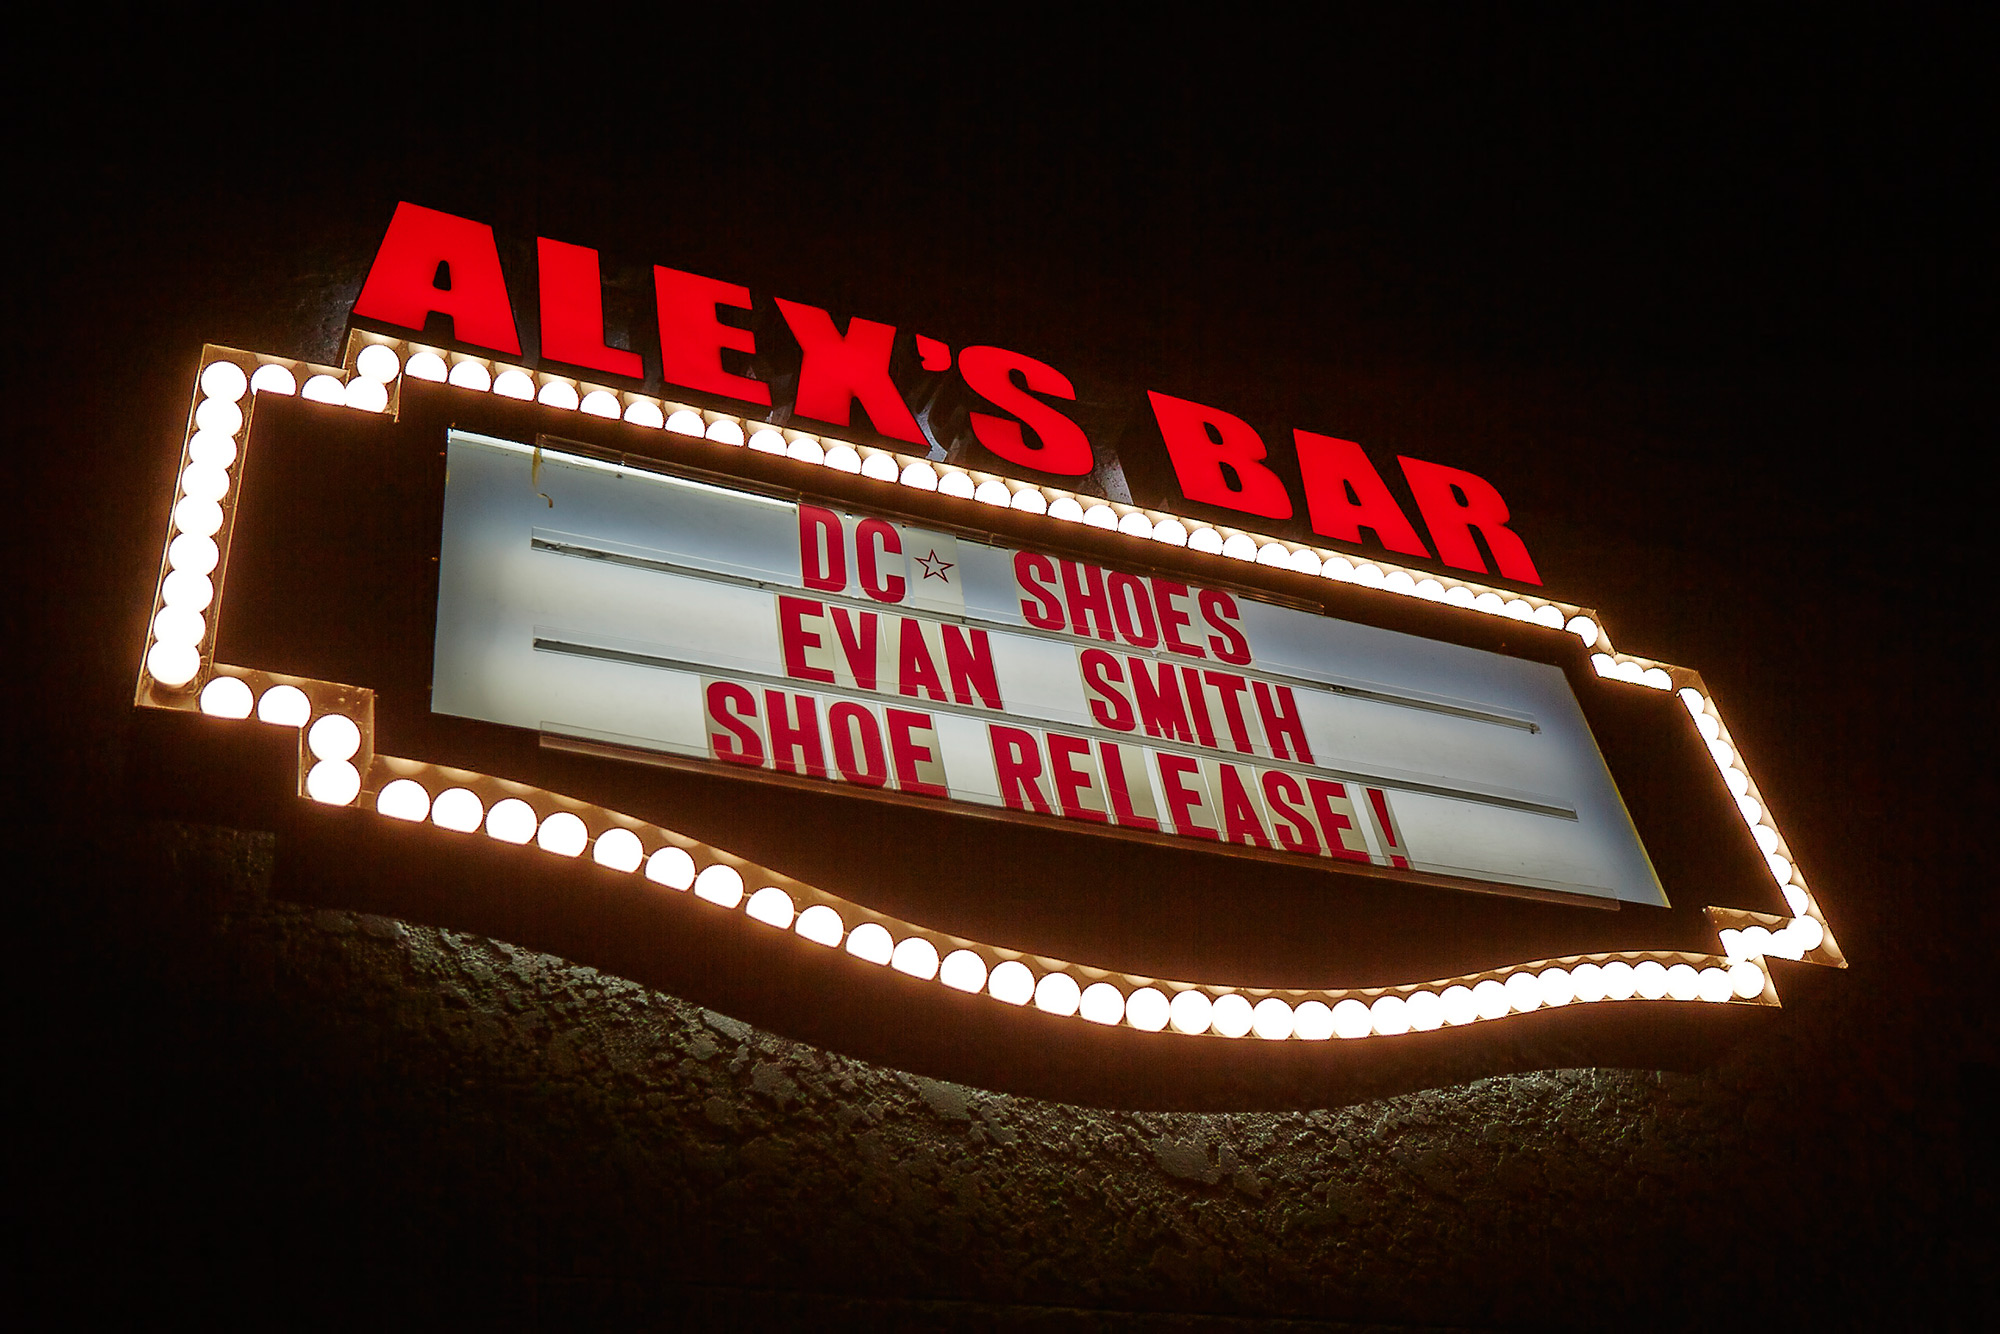 ALEX'S BAR
DC☆ SHOES
EVAN SMITH
SHOE RELEASE!